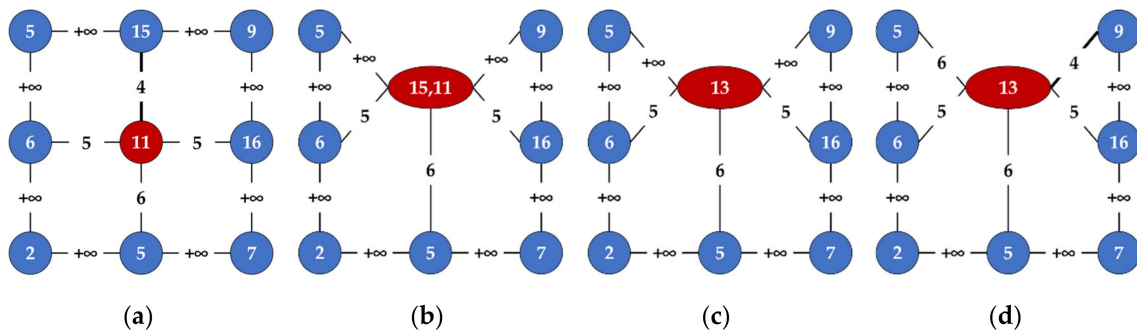 5 +∞ 15 +∞ 9 5 9 5 9 5 9
+∞ +∞ +∞ +∞ 6 4
+∞ 4 +∞ +∞ 15,11 +∞ +∞ 13 +∞ +∞ 13 +∞
5 5 5 5 5 5
6 5 11 5 16 6 16 6 16 6 16
6 6 6
+∞ 6 +∞ +∞ +∞ +∞ +∞ +∞ +∞
2 +∞ 5 +∞ 7 2 +∞ 5 +∞ 7 2 +∞ 5 +∞ 7 2 +∞ 5 +∞ 7
(a) (b) (c) (d)